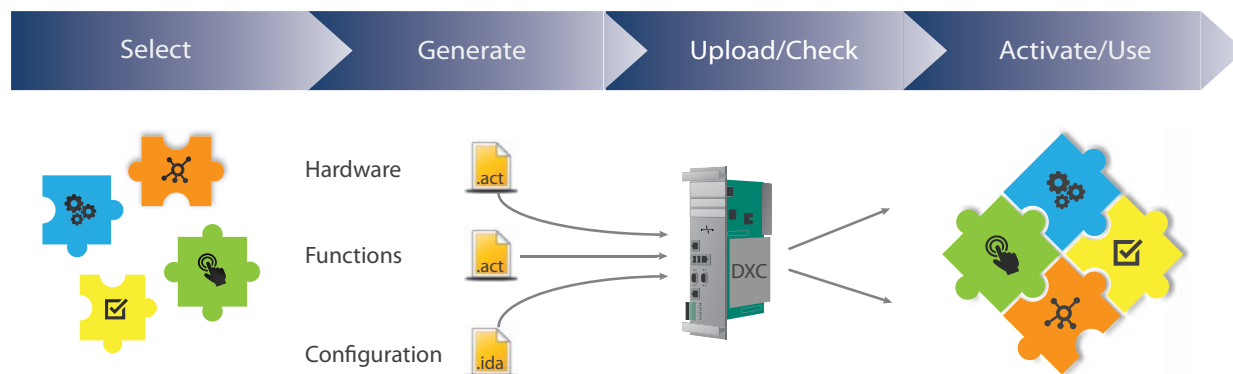 Select
Generate
Upload/Check
Activate/Use
Hardware
.act
Functions
.act
DXC
Configuration
.ida